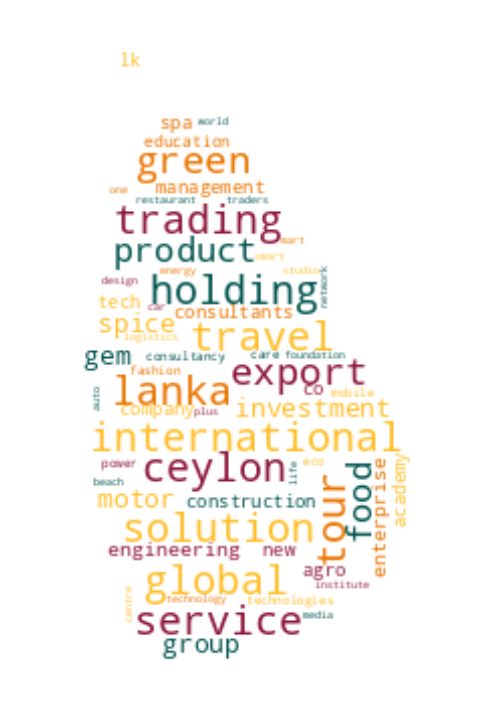 lk
spa world
education
green
one management
restaurant traders
trading
mart
product
smart
energy studio
design holding network
tech car
consultants
spice
logistics travel
gem consultancy care foundation
fashion export
auto lanka co mobile
company plus investment
international
power ceylon life eco
beach
motor construction
tour food enterprise academy
solution
engineering new
agro
global institute
centre technology technologies
service media
group